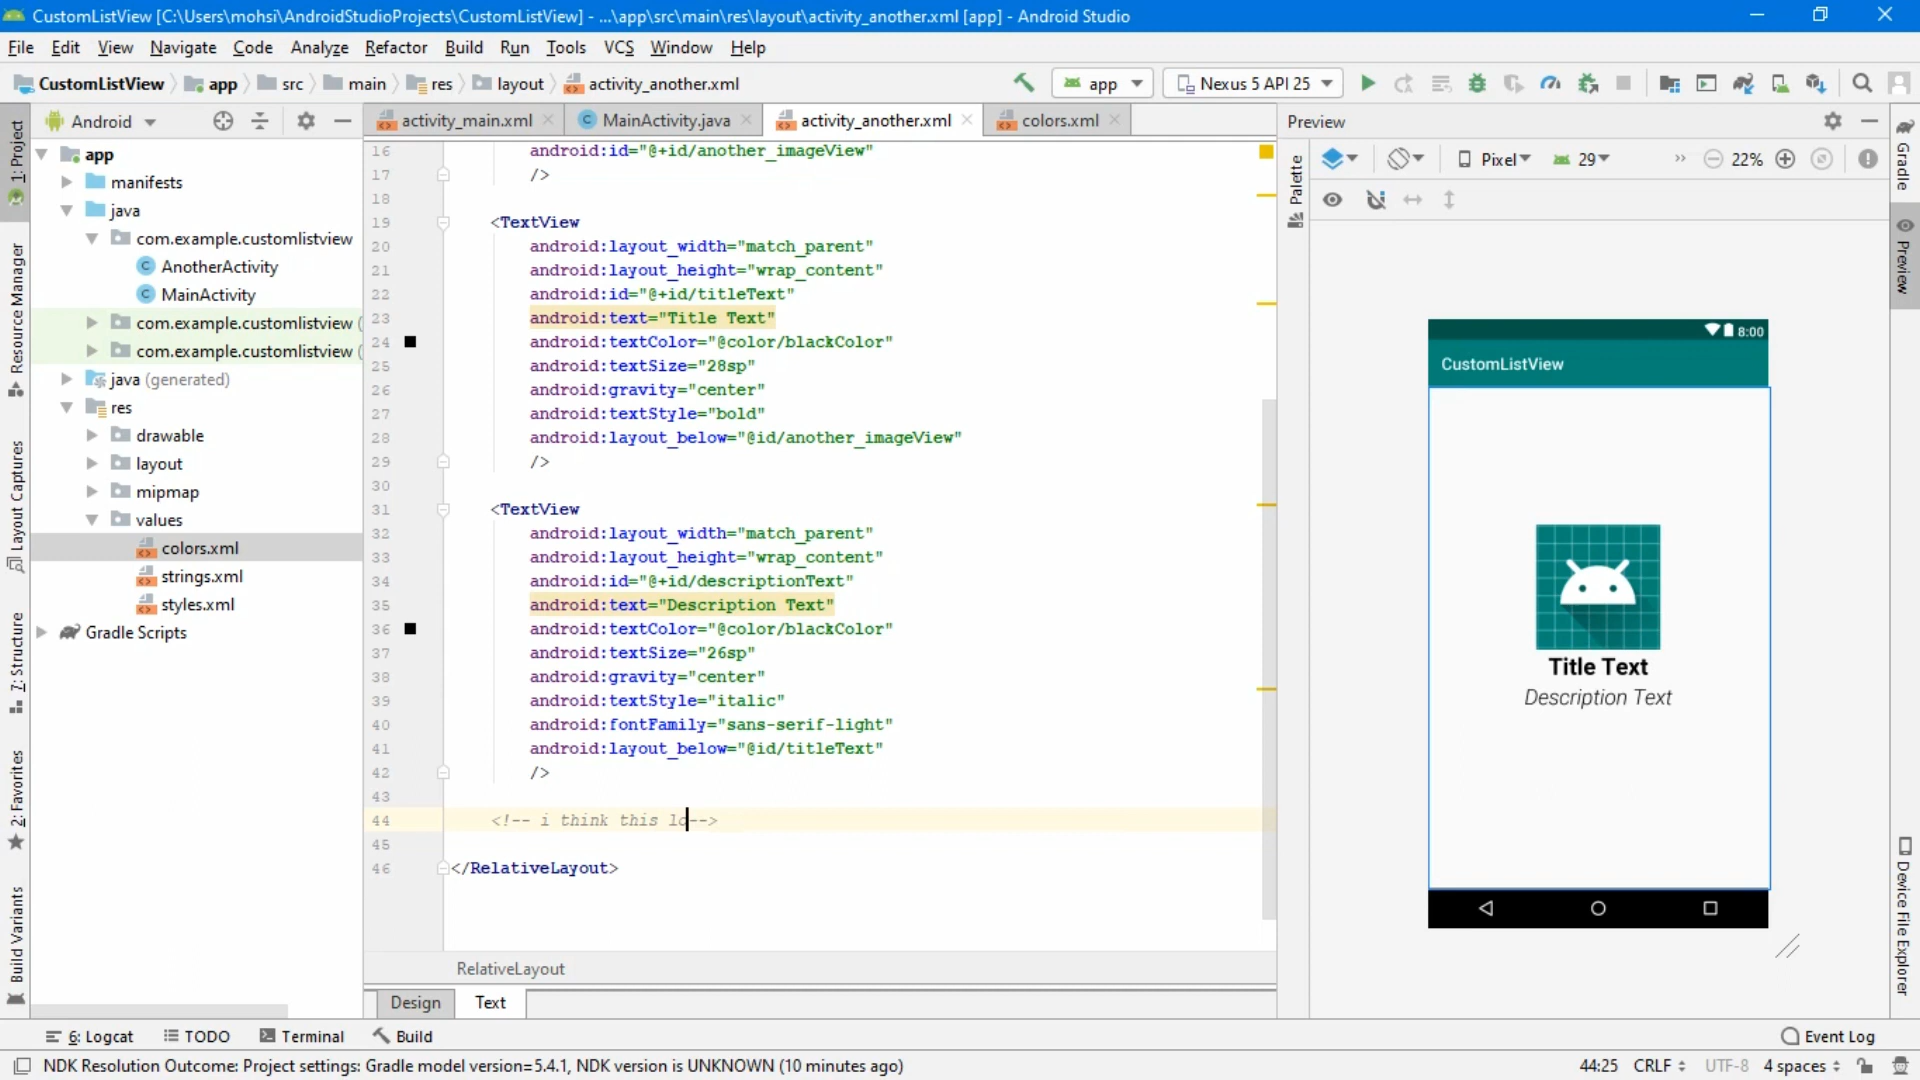 CustomListView [C:\Users\mohsi\AndroidStudioProjects\CustomListView] - ...\app\src\main\res\layout\activity_another.xml [app] - Android Studio
File Edit View Navigate Code Analyze Refactor Build Run Tools VCS Window Help
CustomListView app src main res layout activity_another.xml
app Nexus 5 API 25
Android
activity_main.xml MainActivity.java activity_another.xml colors.xml
Preview
1: Project
Resource Manager
Layout Captures
7: Structure
2: Favorites
Build Variants
app
manifests
java
com.example.customlistview
AnotherActivity
MainActivity
com.example.customlistview (
com.example.customlistview (
java (generated)
res
drawable
layout
mipmap
values
colors.xml
strings.xml
styles.xml
Gradle Scripts
16 android:id="@+id/another_imageView"
17 />
18
19 <TextView
20 android:layout_width="match_parent"
21 android:layout_height="wrap_content"
22 android:id="@+id/titleText"
23 android:text="Title Text"
24 android:textColor="@color/blackColor"
25 android:textSize="28sp"
26 android:gravity="center"
27 android:textStyle="bold"
28 android:layout_below="@id/another_imageView"
29 />
30
31 <TextView
32 android:layout_width="match_parent"
33 android:layout_height="wrap_content"
34 android:id="@+id/descriptionText"
35 android:text="Description Text"
36 android:textColor="@color/blackColor"
37 android:textSize="26sp"
38 android:gravity="center"
39 android:textStyle="italic"
40 android:fontFamily="sans-serif-light"
41 android:layout_below="@id/titleText"
42 />
43
44 <!-- i think this lo-->
45
46 </RelativeLayout>
RelativeLayout
Design Text
Palette
Pixel 29 >> 22%
8:00
CustomListView
Title Text
Description Text
Gradle
Preview
Device File Explorer
6: Logcat TODO Terminal Build Event Log
NDK Resolution Outcome: Project settings: Gradle model version=5.4.1, NDK version is UNKNOWN (10 minutes ago) 44:25 CRLF UTF-8 4 spaces